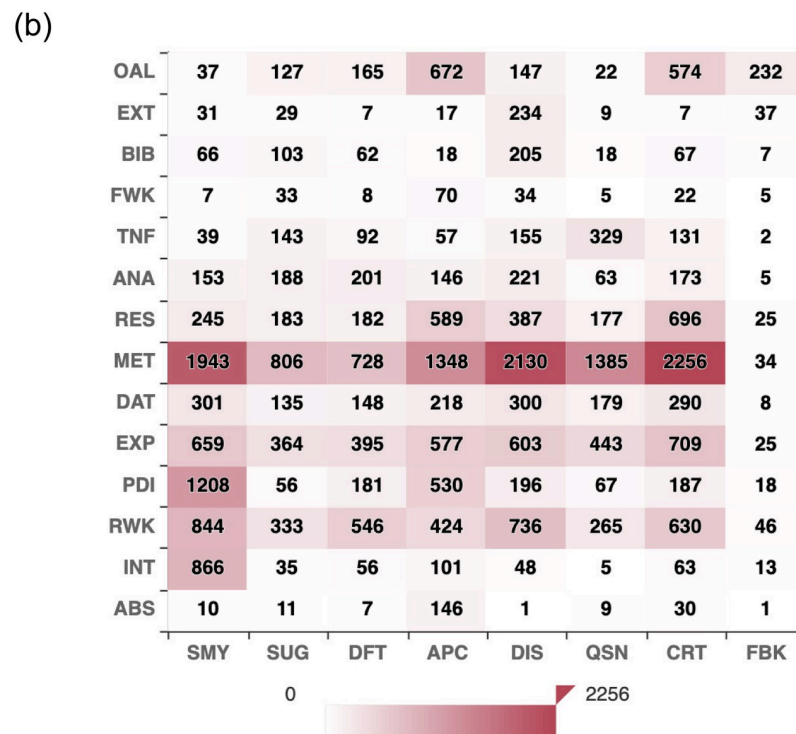 (b)
OAL 37 127 165 672 147 22 574 232
EXT 31 29 7 17 234 9 7 37
BIB 66 103 62 18 205 18 67 7
FWK 7 33 8 70 34 5 22 5
TNF 39 143 92 57 155 329 131 2
ANA 153 188 201 146 221 63 173 5
RES 245 183 182 589 387 177 696 25
MET 1943 806 728 1348 2130 1385 2256 34
DAT 301 135 148 218 300 179 290 8
EXP 659 364 395 577 603 443 709 25
PDI 1208 56 181 530 196 67 187 18
RWK 844 333 546 424 736 265 630 46
INT 866 35 56 101 48 5 63 13
ABS 10 11 7 146 1 9 30 1
SMY SUG DFT APC DIS QSN CRT FBK
0 2256